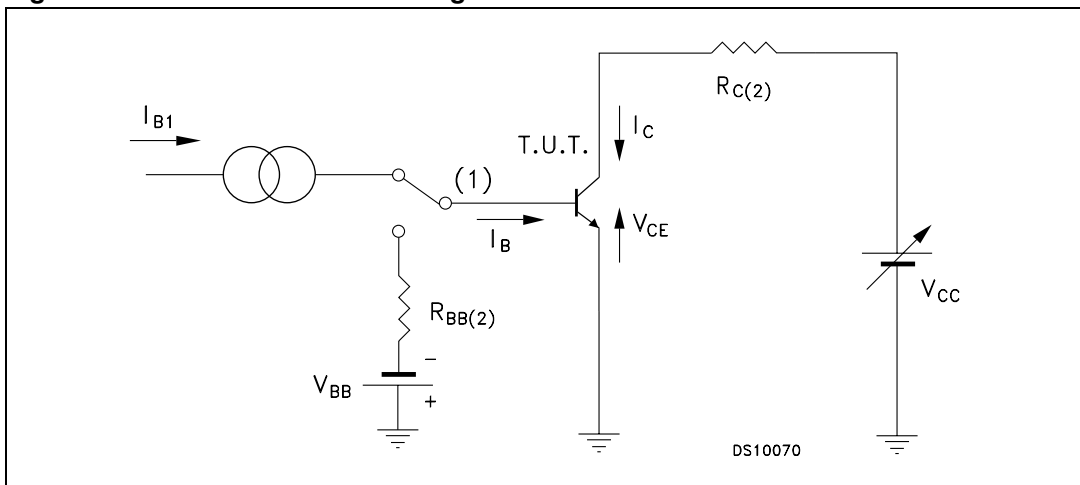 I_B1
(1)
I_B
T.U.T.
I_C
V_CE
R_C(2)
V_CC
R_BB(2)
V_BB
−
+
DS10070